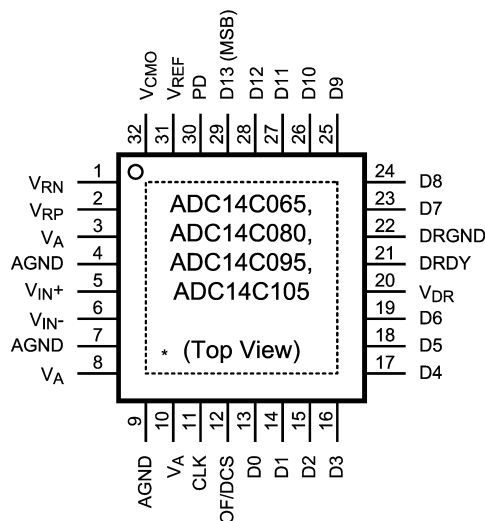 VCMO
VREF
PD
D13 (MSB)
D12
D11
D10
D9
32
31
30
29
28
27
26
25
VRN 1
VRP 2
VA 3
AGND 4
VIN+ 5
VIN- 6
AGND 7
VA 8
ADC14C065,
ADC14C080,
ADC14C095,
ADC14C105
* (Top View)
24 D8
23 D7
22 DRGND
21 DRDY
20 VDR
19 D6
18 D5
17 D4
9
10
11
12
13
14
15
16
AGND
VA
CLK
OF/DCS
D0
D1
D2
D3